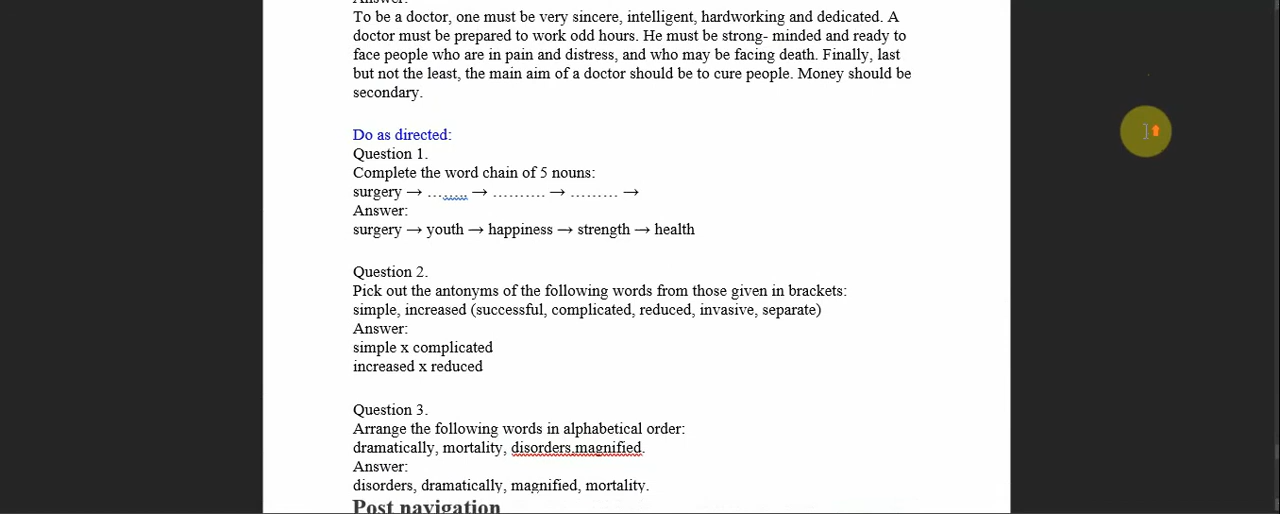 Answer:
To be a doctor, one must be very sincere, intelligent, hardworking and dedicated. A
doctor must be prepared to work odd hours. He must be strong- minded and ready to
face people who are in pain and distress, and who may be facing death. Finally, last
but not the least, the main aim of a doctor should be to cure people. Money should be
secondary.
Do as directed:
Question 1.
Complete the word chain of 5 nouns:
surgery → …..…. → ………. → ……… →
Answer:
surgery → youth → happiness → strength → health
Question 2.
Pick out the antonyms of the following words from those given in brackets:
simple, increased (successful, complicated, reduced, invasive, separate)
Answer:
simple x complicated
increased x reduced
Question 3.
Arrange the following words in alphabetical order:
dramatically, mortality, disorders,magnified.
Answer:
disorders, dramatically, magnified, mortality.
Post navigation